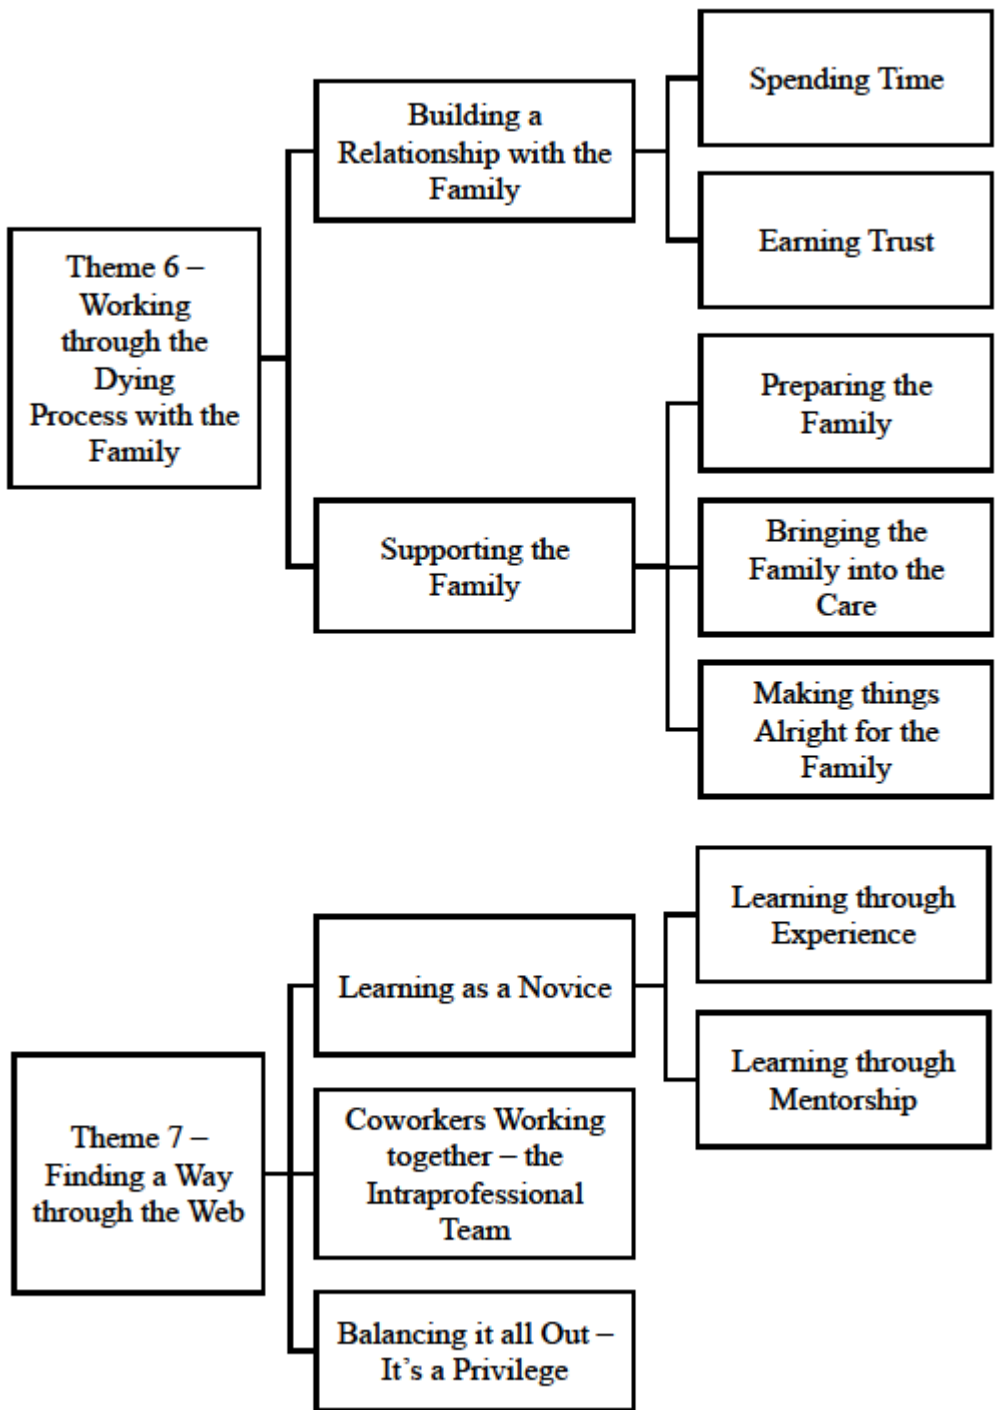 Theme 6 –
Working
through the
Dying
Process with the
Family
Building a
Relationship with the
Family
Spending Time
Earning Trust
Supporting the
Family
Preparing the
Family
Bringing the
Family into the
Care
Making things
Alright for the
Family
Theme 7 –
Finding a Way
through the Web
Learning as a Novice
Learning through
Experience
Learning through
Mentorship
Coworkers Working
together – the
Intraprofessional
Team
Balancing it all Out –
It’s a Privilege